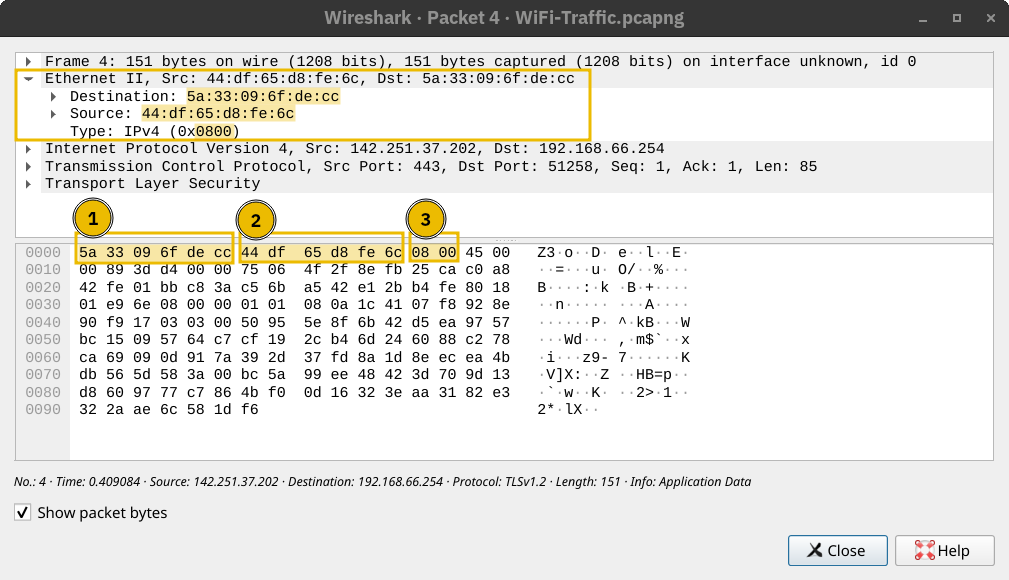 Wireshark · Packet 4 · WiFi-Traffic.pcapng
Frame 4: 151 bytes on wire (1208 bits), 151 bytes captured (1208 bits) on interface unknown, id 0
Ethernet II, Src: 44:df:65:d8:fe:6c, Dst: 5a:33:09:6f:de:cc
Destination: 5a:33:09:6f:de:cc
Source: 44:df:65:d8:fe:6c
Type: IPv4 (0x0800)
Internet Protocol Version 4, Src: 142.251.37.202, Dst: 192.168.66.254
Transmission Control Protocol, Src Port: 443, Dst Port: 51258, Seq: 1, Ack: 1, Len: 85
Transport Layer Security
1 2 3
0000 5a 33 09 6f de cc 44 df 65 d8 fe 6c 08 00 45 00 Z3·o··D· e··l··E·
0010 00 89 3d d4 00 00 75 06 4f 2f 8e fb 25 ca c0 a8 ··=···u· O/··%···
0020 42 fe 01 bb c8 3a c5 6b a5 42 e1 2b b4 fe 80 18 B····:·k ·B·+····
0030 01 e9 6e 08 00 00 01 01 08 0a 1c 41 07 f8 92 8e ··n····· ···A····
0040 90 f9 17 03 03 00 50 95 5e 8f 6b 42 d5 ea 97 57 ······P· ^·kB···W
0050 bc 15 09 57 64 c7 cf 19 2c b4 6d 24 60 88 c2 78 ···Wd··· ,·m$`··x
0060 ca 69 09 0d 91 7a 39 2d 37 fd 8a 1d 8e ec ea 4b ·i···z9- 7······K
0070 db 56 5d 58 3a 00 bc 5a 99 ee 48 42 3d 70 9d 13 ·V]X:··Z ··HB=p··
0080 d8 60 97 77 c7 86 4b f0 0d 16 32 3e aa 31 82 e3 ·`·w··K· ··2>·1··
0090 32 2a ae 6c 58 1d f6 2*·lX··
No.: 4 · Time: 0.409084 · Source: 142.251.37.202 · Destination: 192.168.66.254 · Protocol: TLSv1.2 · Length: 151 · Info: Application Data
Show packet bytes
Close Help